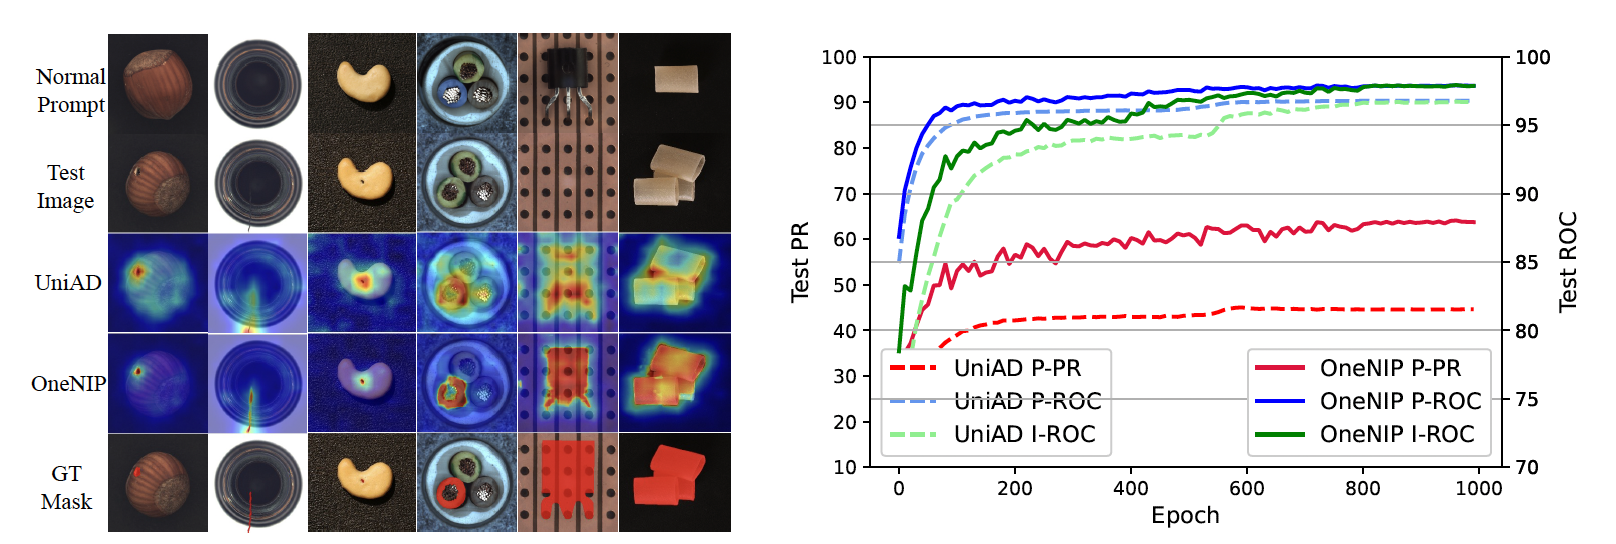 Normal
Prompt
Test
Image
UniAD
OneNIP
GT
Mask
100
90
80
70
60
50
40
30
20
10
Test PR
100
95
90
85
80
75
70
Test ROC
UniAD P-PR
UniAD P-ROC
UniAD I-ROC
OneNIP P-PR
OneNIP P-ROC
OneNIP I-ROC
0 200 400 600 800 1000
Epoch